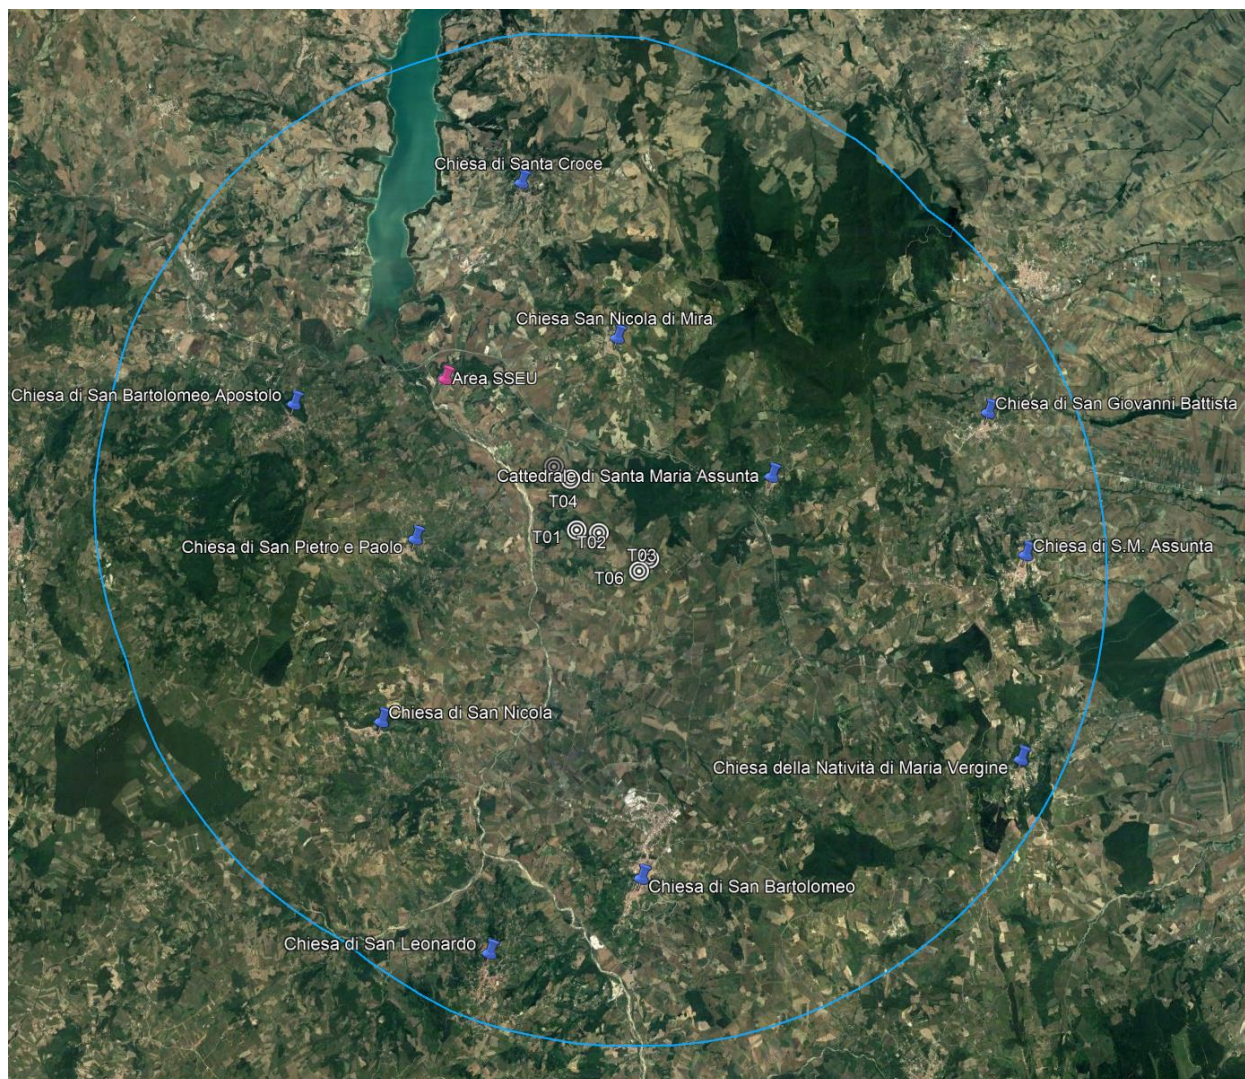 Chiesa di Santa Croce
Chiesa San Nicola di Mira
Area SSEU
Chiesa di San Bartolomeo Apostolo
Chiesa di San Giovanni Battista
Cattedrale di Santa Maria Assunta
T04
T01
T02
Chiesa di San Pietro e Paolo
Chiesa di S.M. Assunta
T03
T06
Chiesa di San Nicola
Chiesa della Natività di Maria Vergine
Chiesa di San Bartolomeo
Chiesa di San Leonardo